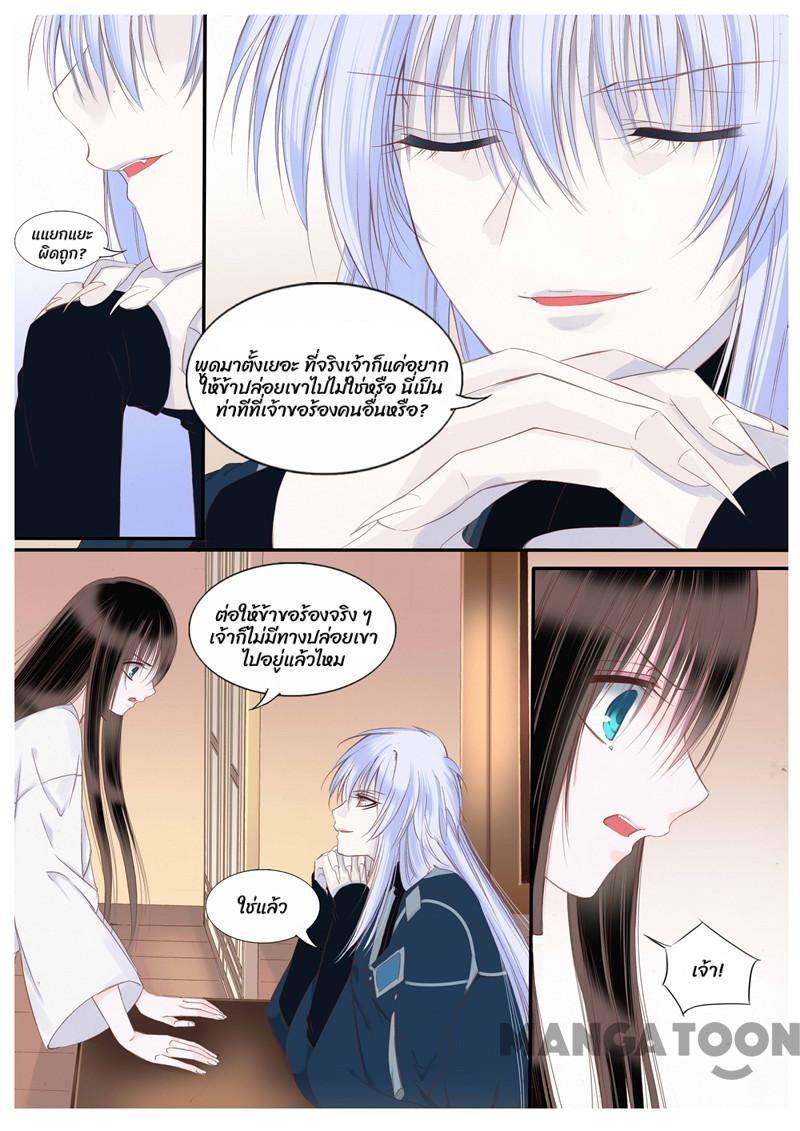 แแยกแยะ
ผิดถูก?
พูดมาตั้งเยอะ ที่จริงเจ้าก็แค่อยาก
ให้ข้าปล่อยเขาไปไม่ใช่หรือ นี่เป็น
ท่าทีที่เจ้าขอร้องคนอื่นหรือ?
ต่อให้ข้าขอร้องจริง ๆ
เจ้าก็ไม่มีทางปล่อยเขา
ไปอยู่แล้วไหม
ใช่แล้ว
เจ้า!
MANGATOON